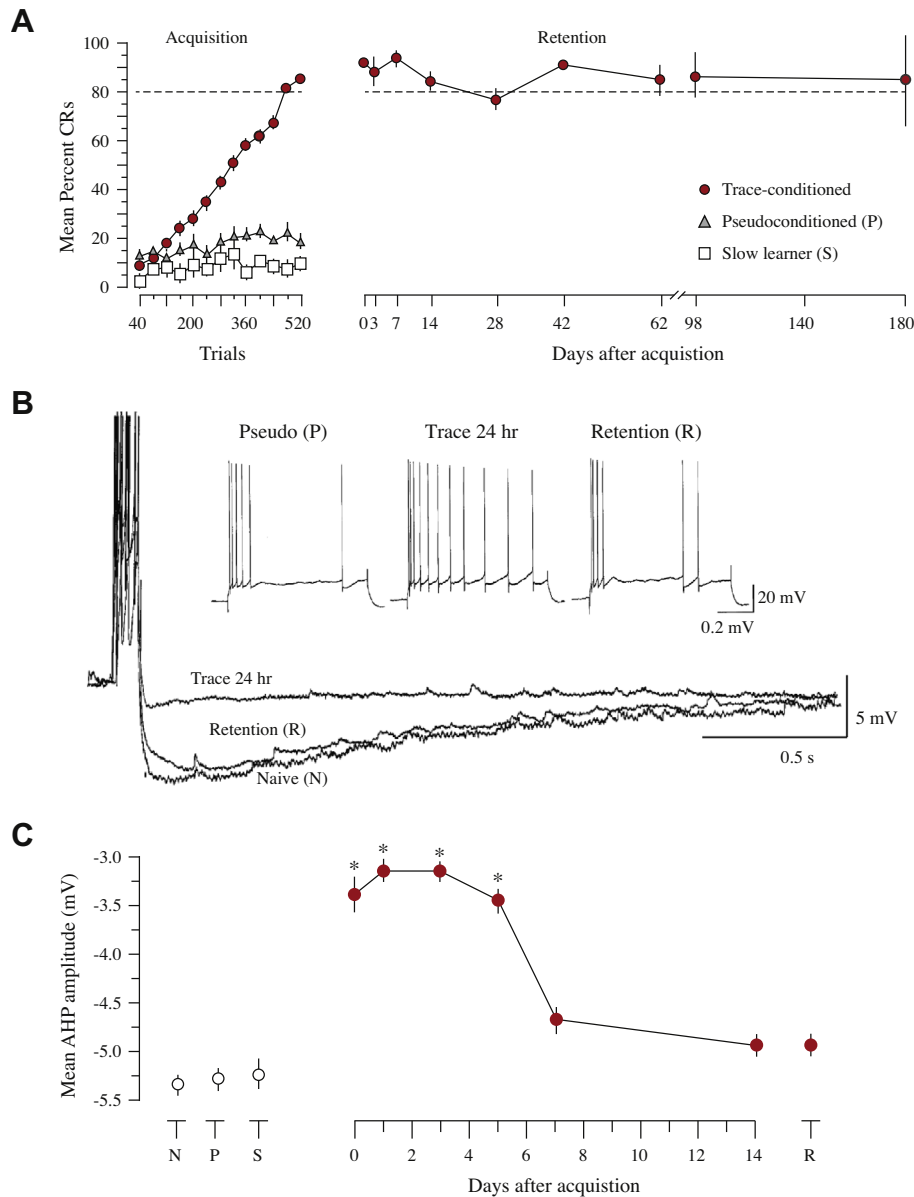 A
Acquisition
Retention
100
80
60
40
20
0
Mean Percent CRs
Trace-conditioned
Pseudoconditioned (P)
Slow learner (S)
40 200 360 520
Trials
03 7 14 28 42 62 98 140 180
Days after acquistion
B
Pseudo (P) Trace 24 hr Retention (R)
20 mV
0.2 mV
Trace 24 hr
Retention (R)
Naive (N)
5 mV
0.5 s
C
-3.0
-3.5
-4.0
-4.5
-5.0
-5.5
Mean AHP amplitude (mV)
* * * *
N P S
0 2 4 6 8 10 12 14 R
Days after acquistion